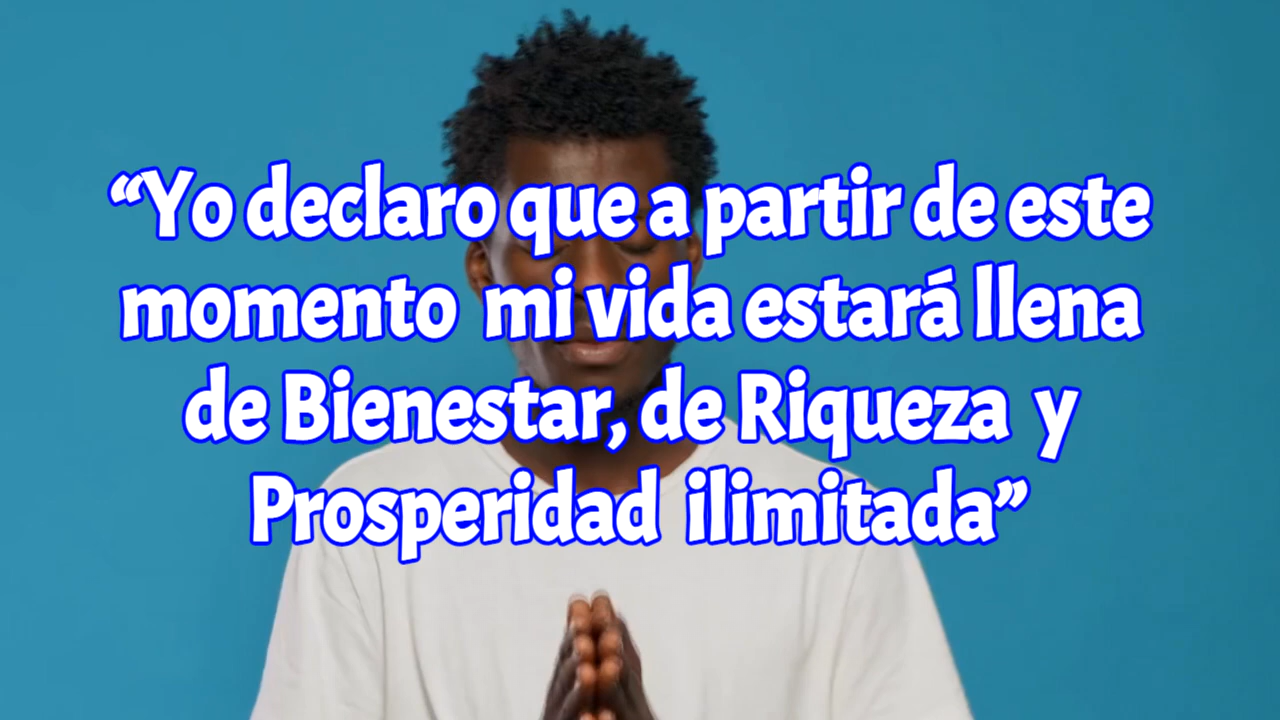 “Yo declaro que a partir de este
momento mi vida estará llena
de Bienestar, de Riqueza y
Prosperidad ilimitada”